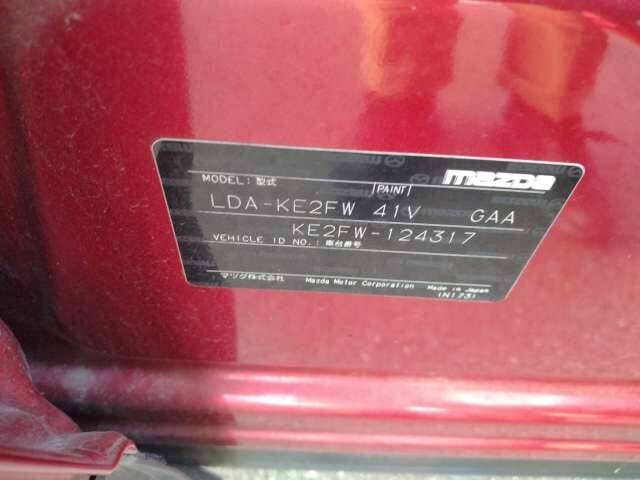 mazda
MODEL: 型式 PAINT
LDA-KE2FW 41V GAA
KE2FW-124317
VEHICLE ID NO.: 車台番号
マツダ株式会社 Mazda Motor Corporation Made in Japan
1N1731